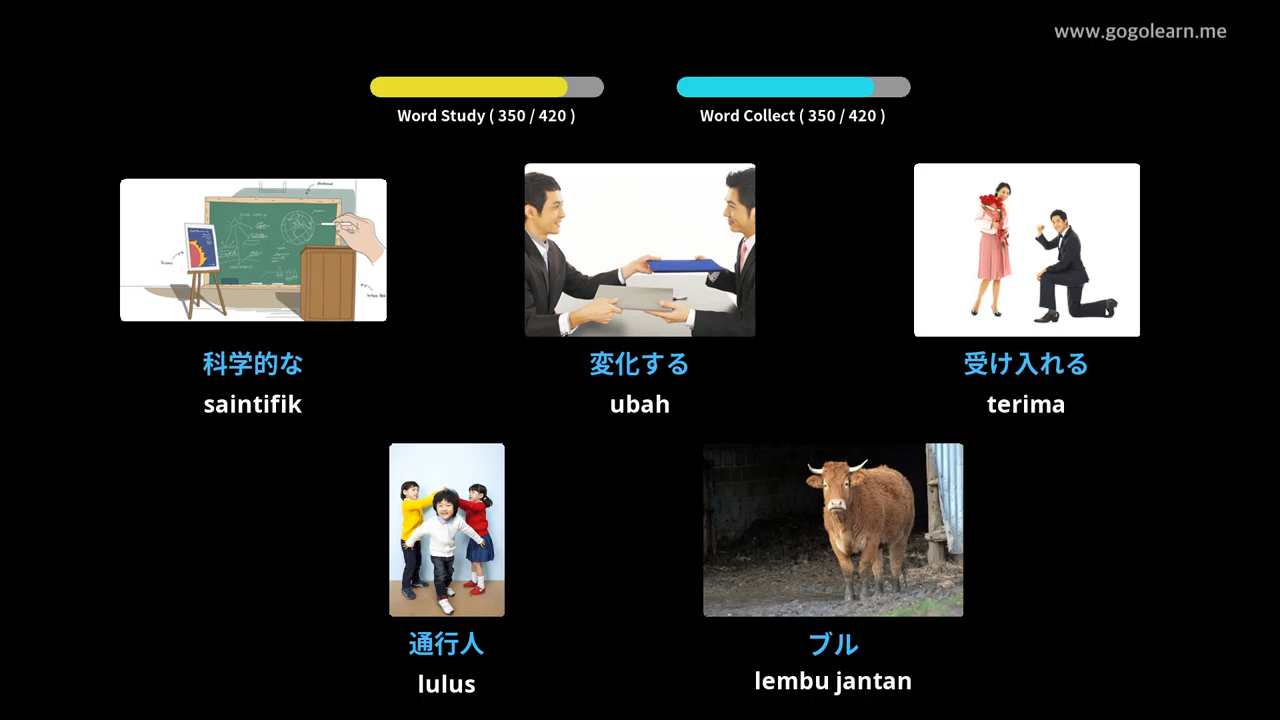 www.gogolearn.me
Word Study ( 350 / 420 )
Word Collect ( 350 / 420 )
科学的な
saintifik
変化する
ubah
受け入れる
terima
通行人
lulus
ブル
lembu jantan